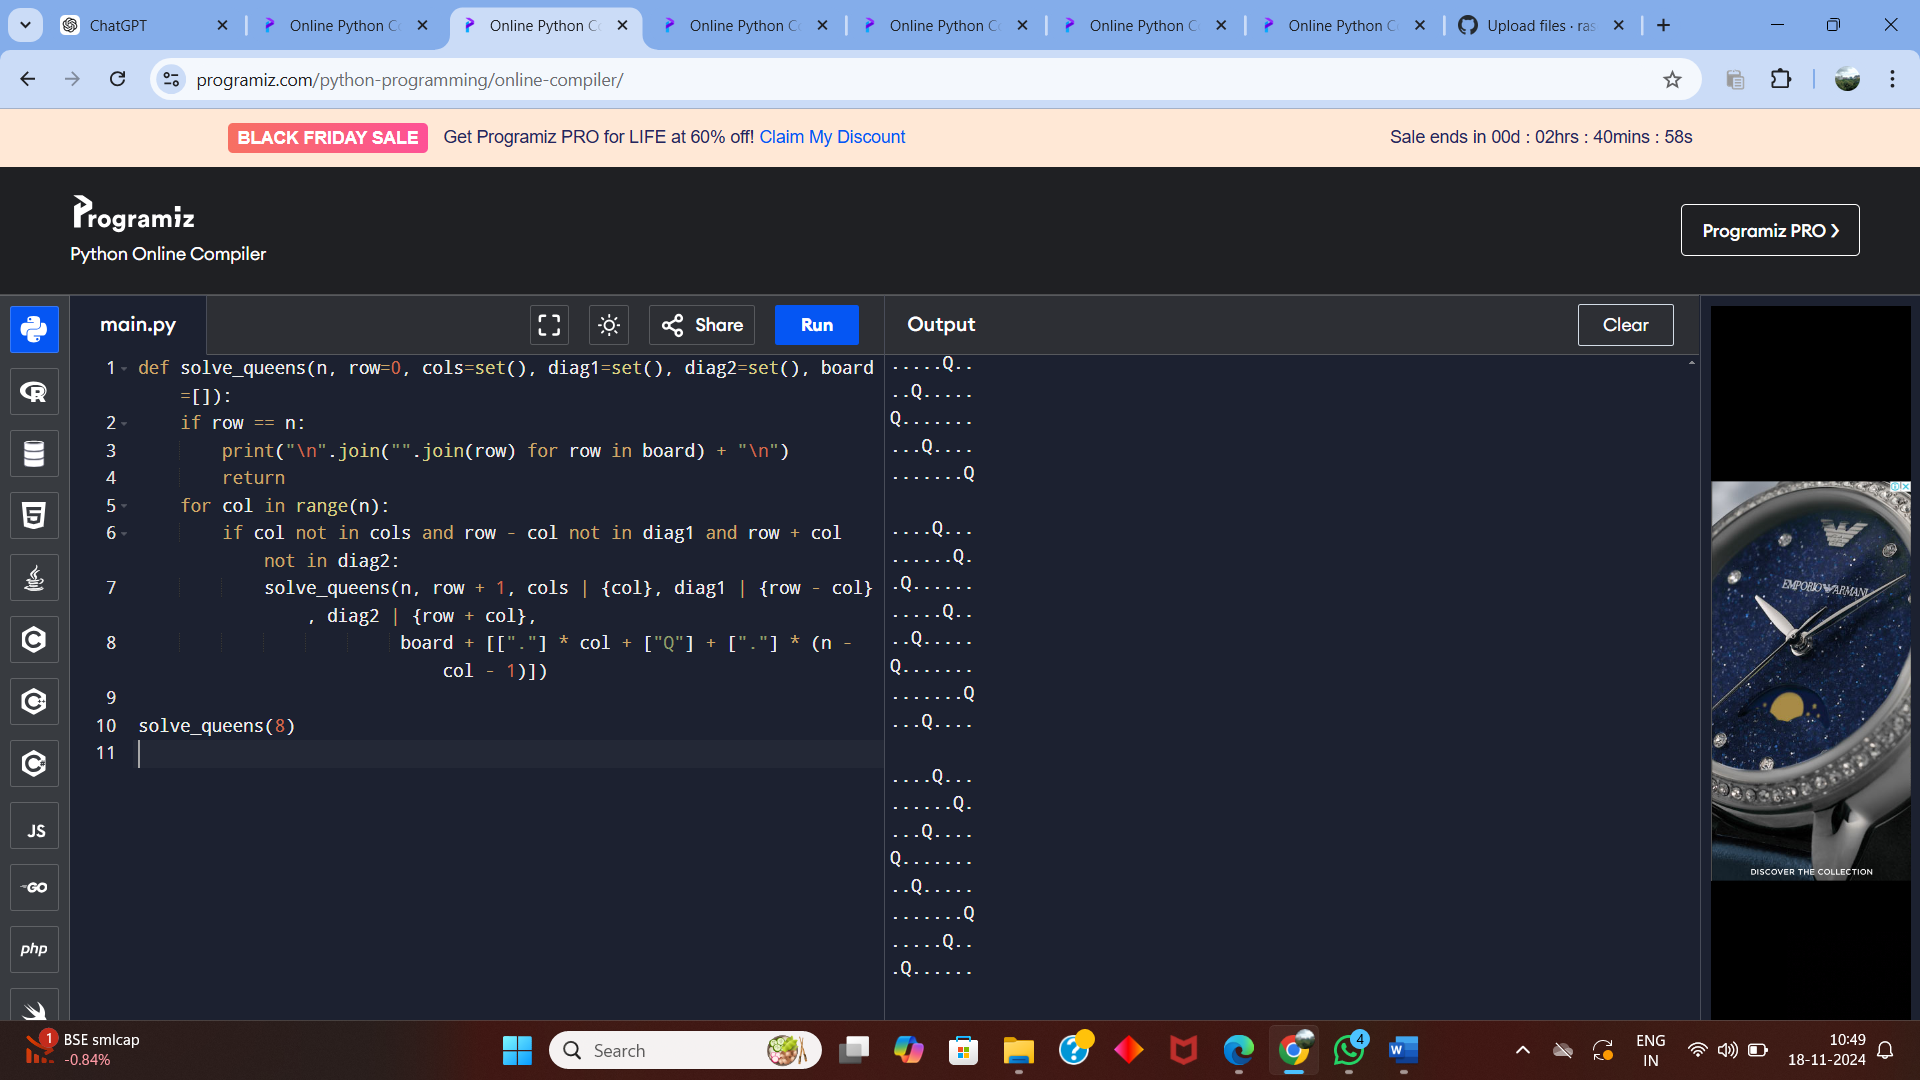 ChatGPT
Online Python C
Online Python C
Online Python C
Online Python C
Online Python C
Online Python C
Upload files · ras
programiz.com/python-programming/online-compiler/
BLACK FRIDAY SALE Get Programiz PRO for LIFE at 60% off! Claim My Discount
Sale ends in 00d : 02hrs : 40mins : 58s
Programiz
Python Online Compiler
Programiz PRO
main.py
Share
Run
Output
Clear
1 def solve_queens(n, row=0, cols=set(), diag1=set(), diag2=set(), board
=[]):
2 if row == n:
3 print("\n".join("".join(row) for row in board) + "\n")
4 return
5 for col in range(n):
6 if col not in cols and row - col not in diag1 and row + col
not in diag2:
7 solve_queens(n, row + 1, cols | {col}, diag1 | {row - col}
, diag2 | {row + col},
8 board + [["."] * col + ["Q"] + ["."] * (n -
col - 1)])
9
10 solve_queens(8)
11
.....Q..
..Q.....
Q.......
...Q....
.......Q
....Q...
......Q.
.Q......
.....Q..
..Q.....
Q.......
.......Q
...Q....
....Q...
......Q.
...Q....
Q.......
..Q.....
.......Q
.....Q..
.Q......
JS
GO
php
EMPORIO ARMANI
DISCOVER THE COLLECTION
1
BSE smlcap
-0.84%
Search
4
ENG
IN
10:49
18-11-2024